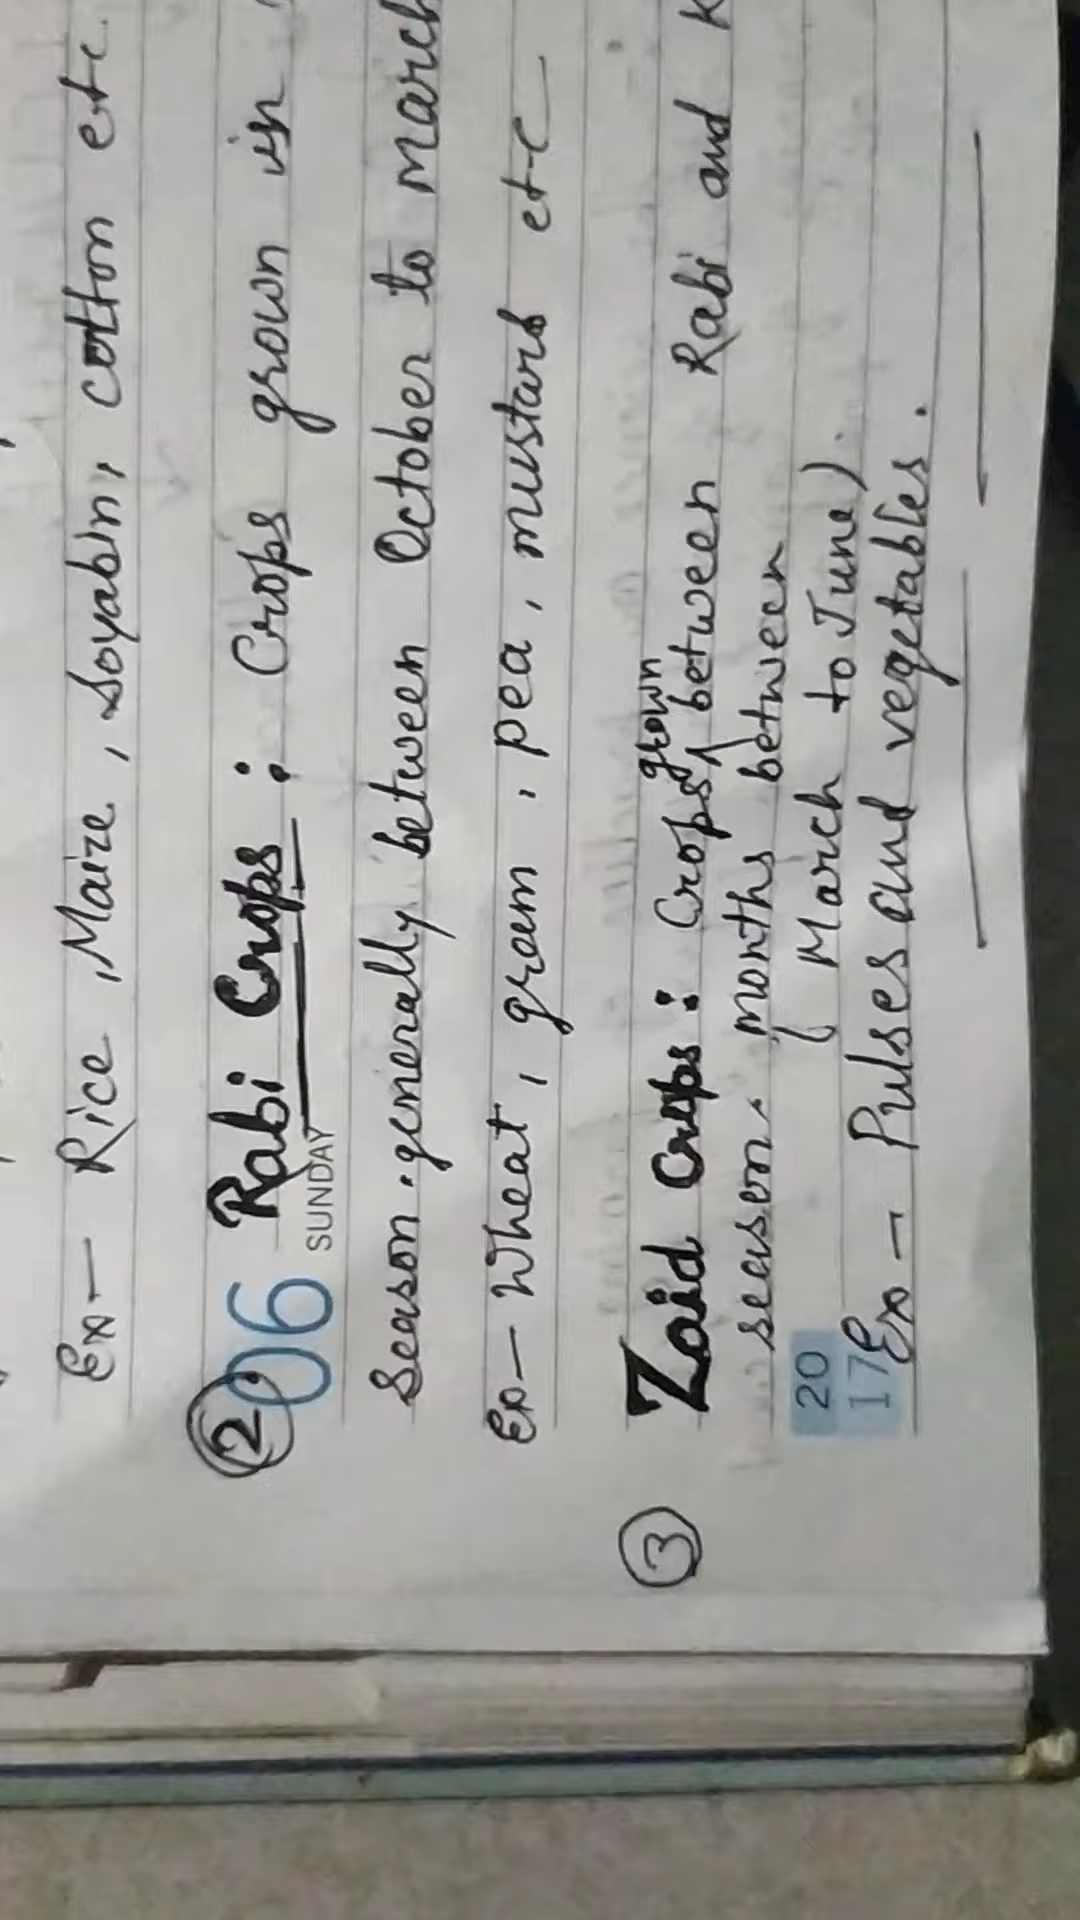 Ex- Rice, Maize, Soyabin, cotton etc.
② Rabi Crops : Crops grown in
06 SUNDAY
Season. generally between October to march
Ex- Wheat, gram, pea, mustard etc
③ Zaid crops : Crops grown between Rabi and K
season. months between
( March to June).
20
17
Ex- Pulses and vegetables.